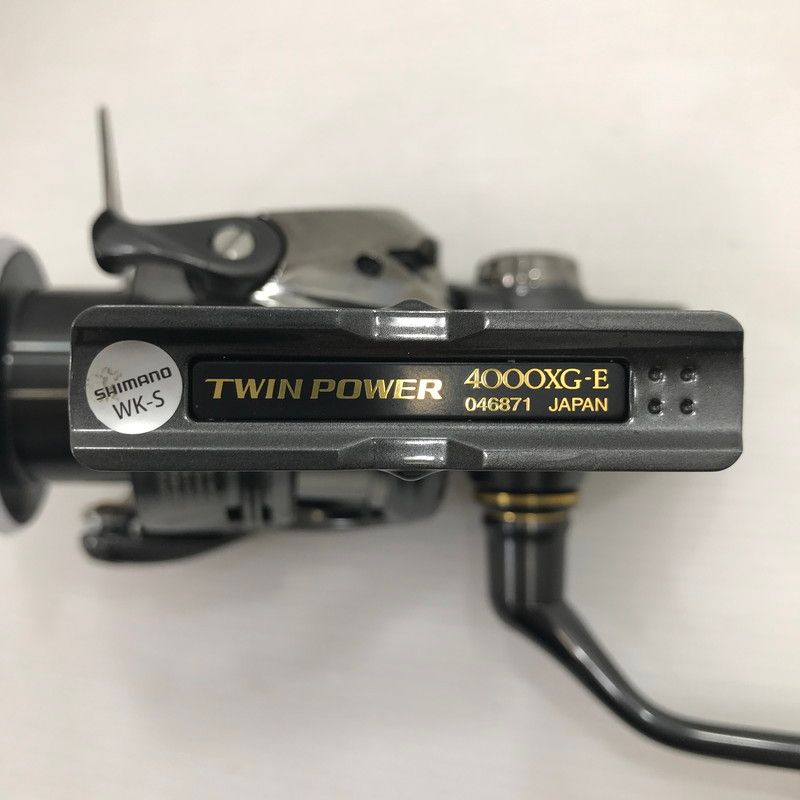 SHIMANO
WK-S
TWIN POWER
4000XG-E
046871 JAPAN